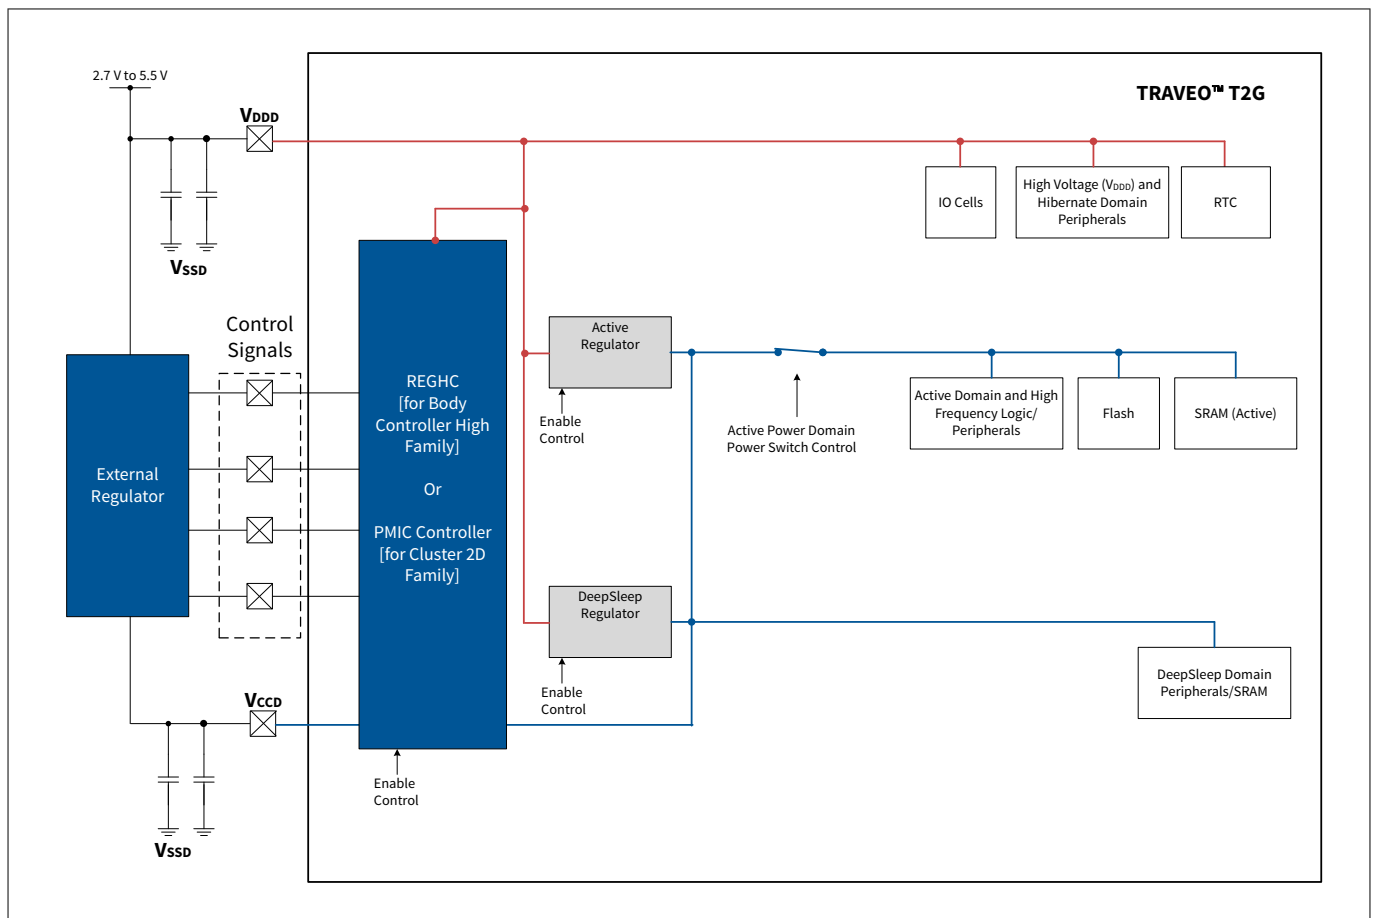 2.7 V to 5.5 V
TRAVEO™ T2G
VDDD
IO Cells
High Voltage (VDDD) and
Hibernate Domain
Peripherals
RTC
VSSD
Control
Signals
Active
Regulator
REGHC
[for Body
Controller High
Family]
Or
PMIC Controller
[for Cluster 2D
Family]
Enable
Control
Active Power Domain
Power Switch Control
Active Domain and High
Frequency Logic/
Peripherals
Flash
SRAM (Active)
External
Regulator
DeepSleep
Regulator
Enable
Control
DeepSleep Domain
Peripherals/SRAM
VCCD
Enable
Control
VSSD